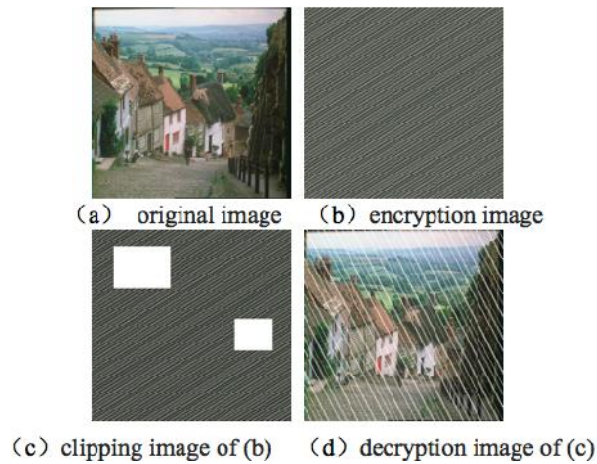 （a） original image
（b）encryption image
（c）clipping image of (b)
（d）decryption image of (c)